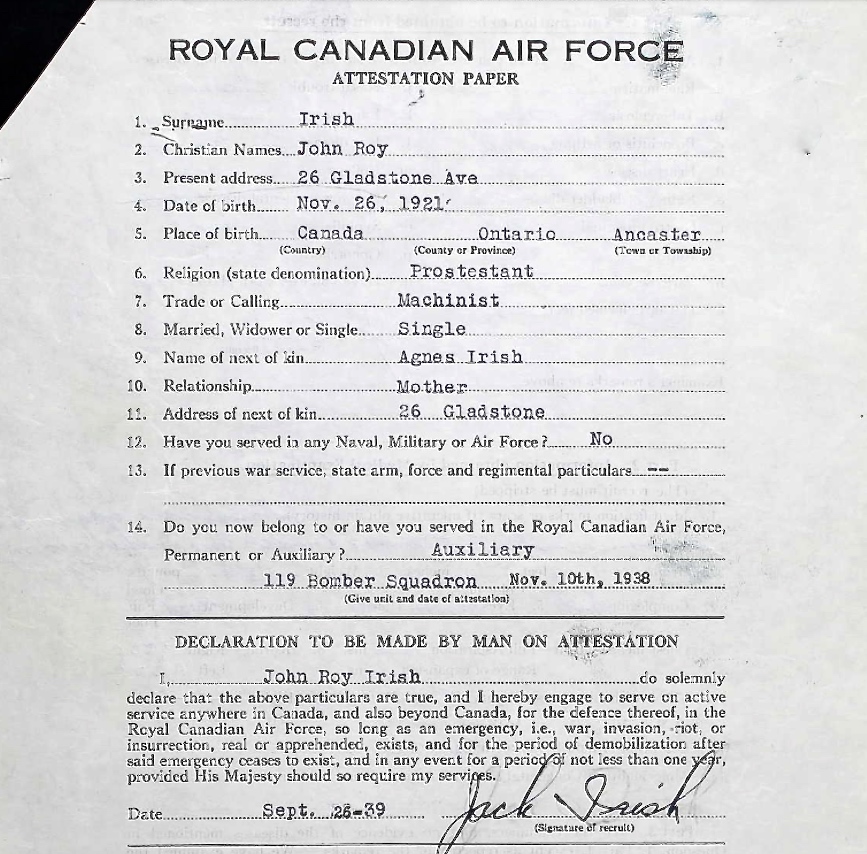 ROYAL CANADIAN AIR FORCE
ATTESTATION PAPER
1. Surname Irish
2. Christian Names John Roy
3. Present address 26 Gladstone Ave
4. Date of birth Nov. 26, 1921
5. Place of birth Canada Ontario Ancaster
(Country) (County or Province) (Town or Township)
6. Religion (state denomination) Prostestant
7. Trade or Calling Machinist
8. Married, Widower or Single Single
9. Name of next of kin Agnes Irish
10. Relationship Mother
11. Address of next of kin 26 Gladstone
12. Have you served in any Naval, Military or Air Force? No
13. If previous war service, state arm, force and regimental particulars --
14. Do you now belong to or have you served in the Royal Canadian Air Force,
Permanent or Auxiliary? Auxiliary
119 Bomber Squadron Nov. 10th, 1938
(Give unit and date of attestation)
DECLARATION TO BE MADE BY MAN ON ATTESTATION
I, John Roy Irish do solemnly
declare that the above particulars are true, and I hereby engage to serve on active
service anywhere in Canada, and also beyond Canada, for the defence thereof, in the
Royal Canadian Air Force, so long as an emergency, i.e., war, invasion, riot, or
insurrection, real or apprehended, exists, and for the period of demobilization after
said emergency ceases to exist, and in any event for a period of not less than one year,
provided His Majesty should so require my services.
Date Sept. 26-39 Jack Irish
(Signature of recruit)